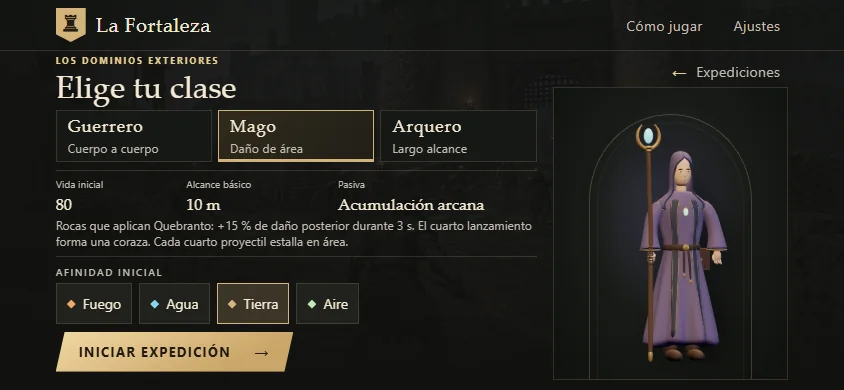 La Fortaleza
Cómo jugar
Ajustes
LOS DOMINIOS EXTERIORES
Elige tu clase
← Expediciones
Guerrero
Cuerpo a cuerpo
Mago
Daño de área
Arquero
Largo alcance
Vida inicial
80
Alcance básico
10 m
Pasiva
Acumulación arcana
Rocas que aplican Quebranto: +15 % de daño posterior durante 3 s. El cuarto lanzamiento
forma una coraza. Cada cuarto proyectil estalla en área.
AFINIDAD INICIAL
Fuego
Agua
Tierra
Aire
INICIAR EXPEDICIÓN →